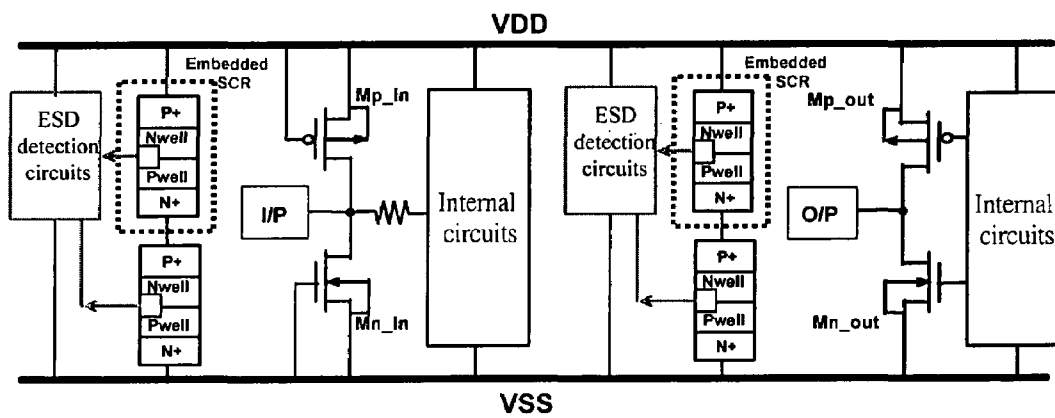 VDD
Embedded
SCR
ESD
detection
circuits
P+
Nwell
Pwell
N+
P+
Nwell
Pwell
N+
Mp_in
I/P
Mn_in
Internal
circuits
Embedded
SCR
ESD
detection
circuits
P+
Nwell
Pwell
N+
P+
Nwell
Pwell
N+
Mp_out
O/P
Mn_out
Internal
circuits
VSS